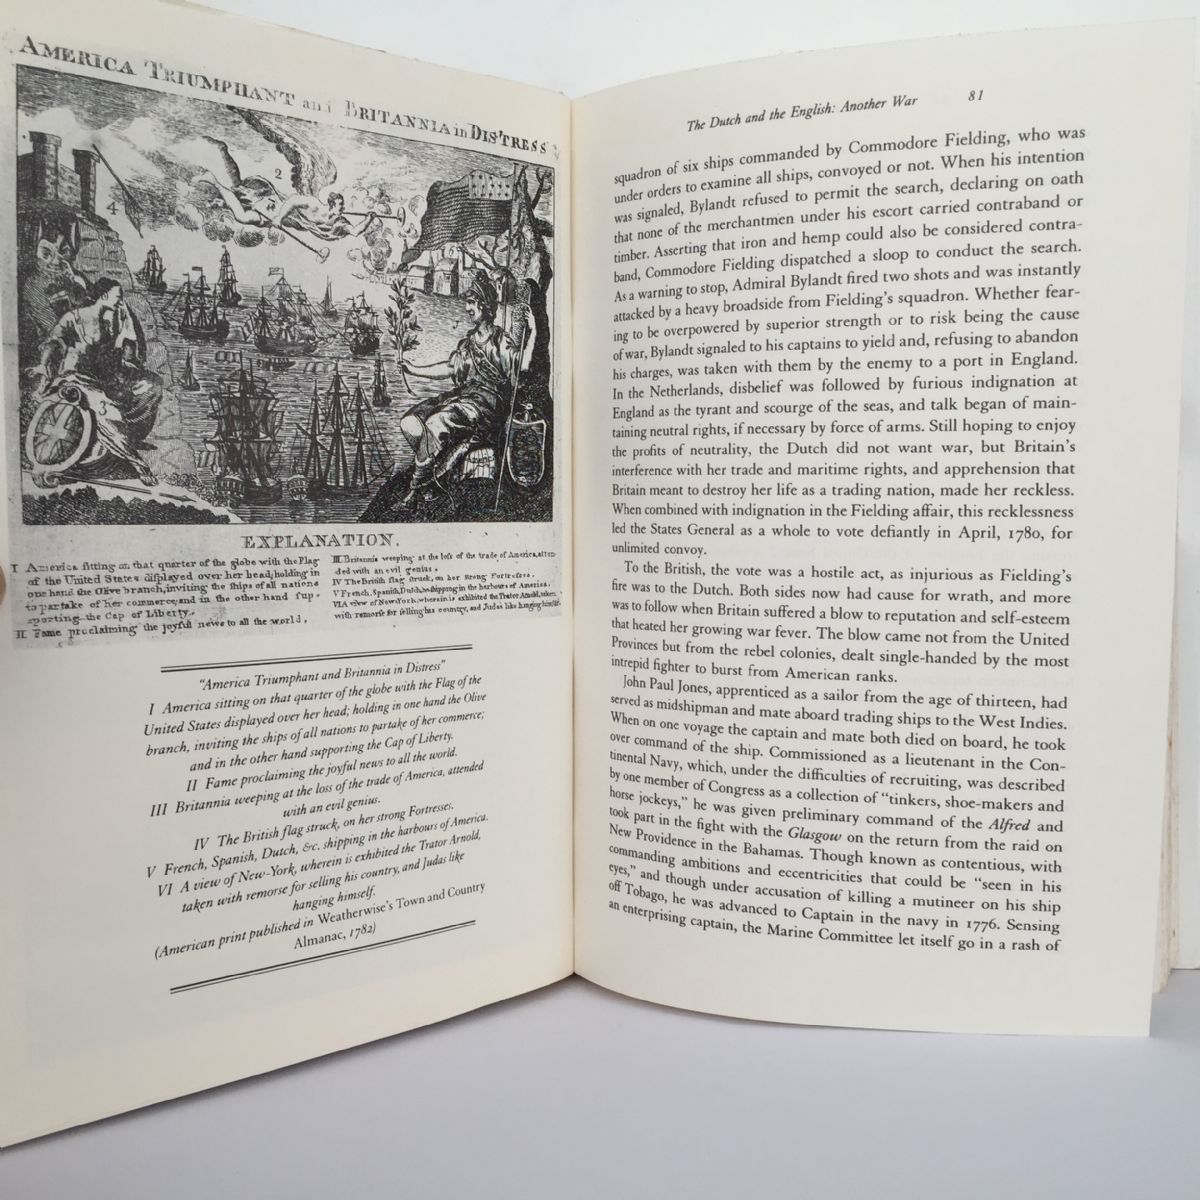 AMERICA TRIUMPHANT and BRITANNIA in DISTRESS
2
4
6
5
3
EXPLANATION.
I America sitting on that quarter of the globe with the Flag
of the United States displayed over her head; holding in
one hand the Olive branch, inviting the ships of all nations
to partake of her commerce; and in the other hand sup-
porting the Cap of Liberty.
II Fame proclaiming the joyful news to all the world.
III Britannia weeping at the loss of the trade of America, atten
ded with an evil genius.
IV The British flag struck, on her strong Fortresses.
V French, Spanish, Dutch, &c shipping in the harbours of America.
VI A view of New-York, wherein is exhibited the Trator Arnold, taken
with remorse for selling his country, and Judas like hanging himself.
"America Triumphant and Britannia in Distress"
I America sitting on that quarter of the globe with the Flag of the
United States displayed over her head; holding in one hand the Olive
branch, inviting the ships of all nations to partake of her commerce;
and in the other hand supporting the Cap of Liberty.
II Fame proclaiming the joyful news to all the world.
III Britannia weeping at the loss of the trade of America, attended
with an evil genius.
IV The British flag struck, on her strong Fortresses.
V French, Spanish, Dutch, &c. shipping in the harbours of America.
VI A view of New-York, wherein is exhibited the Trator Arnold,
taken with remorse for selling his country, and Judas like
hanging himself.
(American print published in Weatherwise's Town and Country
Almanac, 1782)
The Dutch and the English: Another War 81
squadron of six ships commanded by Commodore Fielding, who was
under orders to examine all ships, convoyed or not. When his intention
was signaled, Bylandt refused to permit the search, declaring on oath
that none of the merchantmen under his escort carried contraband or
timber. Asserting that iron and hemp could also be considered contra-
band, Commodore Fielding dispatched a sloop to conduct the search.
As a warning to stop, Admiral Bylandt fired two shots and was instantly
attacked by a heavy broadside from Fielding's squadron. Whether fear-
ing to be overpowered by superior strength or to risk being the cause
of war, Bylandt signaled to his captains to yield and, refusing to abandon
his charges, was taken with them by the enemy to a port in England.
In the Netherlands, disbelief was followed by furious indignation at
England as the tyrant and scourge of the seas, and talk began of main-
taining neutral rights, if necessary by force of arms. Still hoping to enjoy
the profits of neutrality, the Dutch did not want war, but Britain's
interference with her trade and maritime rights, and apprehension that
Britain meant to destroy her life as a trading nation, made her reckless.
When combined with indignation in the Fielding affair, this recklessness
led the States General as a whole to vote defiantly in April, 1780, for
unlimited convoy.
To the British, the vote was a hostile act, as injurious as Fielding's
fire was to the Dutch. Both sides now had cause for wrath, and more
was to follow when Britain suffered a blow to reputation and self-esteem
that heated her growing war fever. The blow came not from the United
Provinces but from the rebel colonies, dealt single-handed by the most
intrepid fighter to burst from American ranks.
John Paul Jones, apprenticed as a sailor from the age of thirteen, had
served as midshipman and mate aboard trading ships to the West Indies.
When on one voyage the captain and mate both died on board, he took
over command of the ship. Commissioned as a lieutenant in the Con-
tinental Navy, which, under the difficulties of recruiting, was described
by one member of Congress as a collection of "tinkers, shoe-makers and
horse jockeys," he was given preliminary command of the Alfred and
took part in the fight with the Glasgow on the return from the raid on
New Providence in the Bahamas. Though known as contentious, with
commanding ambitions and eccentricities that could be "seen in his
eyes," and though under accusation of killing a mutineer on his ship
off Tobago, he was advanced to Captain in the navy in 1776. Sensing
an enterprising captain, the Marine Committee let itself go in a rash of